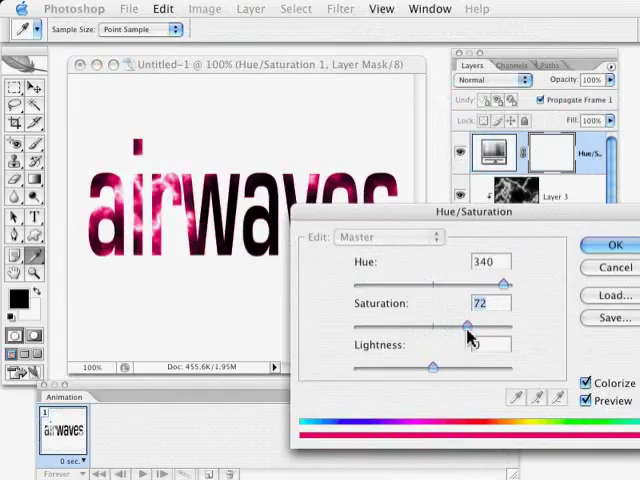 Photoshop File Edit Image Layer Select Filter View Window Help
Sample Size: Point Sample
Untitled-1 @ 100% (Hue/Saturation 1, Layer Mask/8)
Layers Channels Paths
Normal Opacity: 100%
Unify: Propagate Frame 1
Lock: Fill: 100%
Hue/S...
Layer 3
airwaves
Hue/Saturation
Edit: Master
Hue: 340
Saturation: 72
Lightness: 0
OK
Cancel
Load...
Save...
Colorize
Preview
100% Doc: 455.6K/1.95M
Animation
1
airwaves
0 sec.
Forever